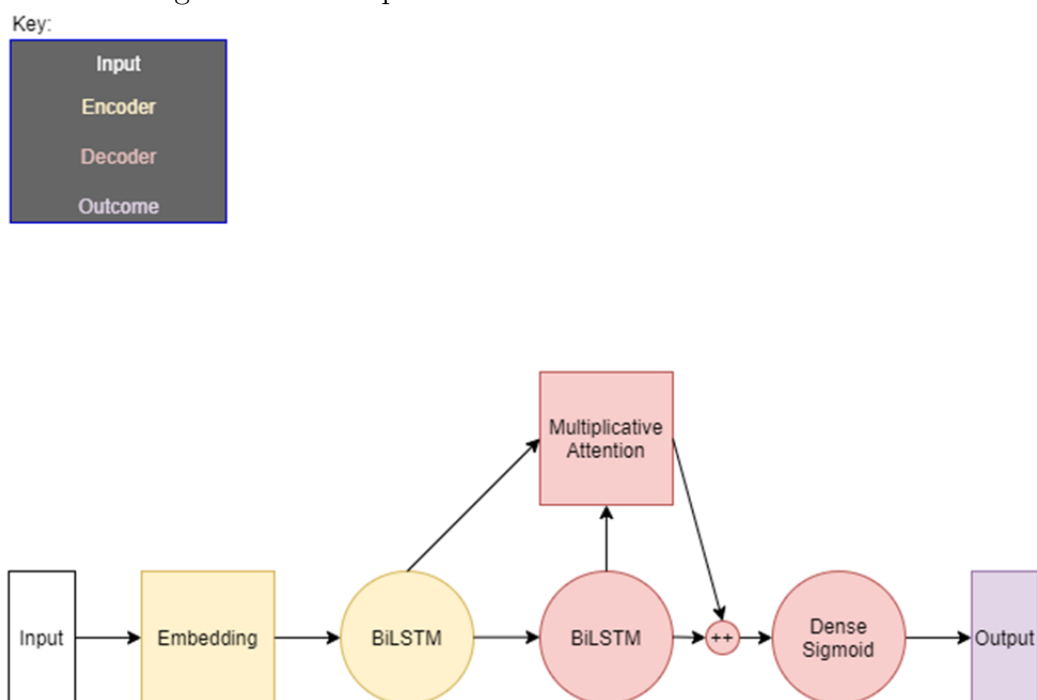 Key:
Input
Encoder
Decoder
Outcome
Multiplicative
Attention
Input
Embedding
BiLSTM
BiLSTM
++
Dense
Sigmoid
Output